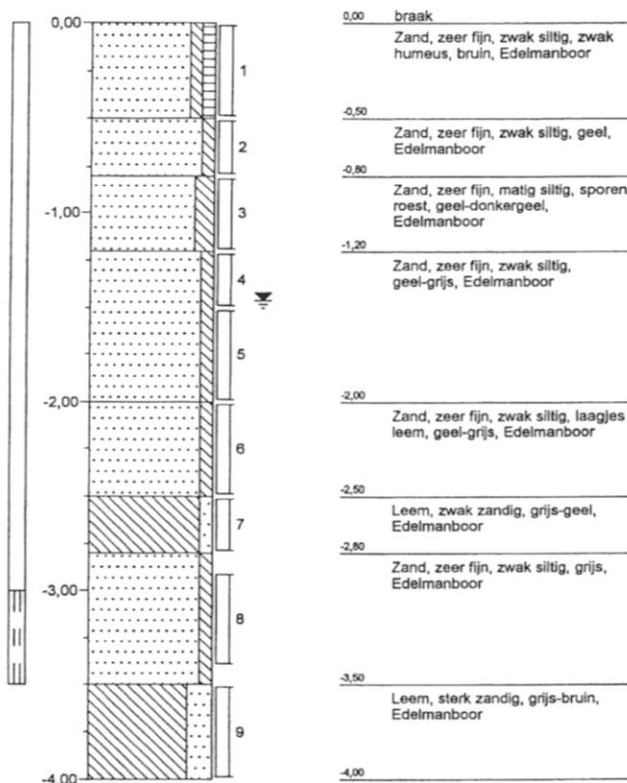 0,00
-1,00
-2,00
-3,00
-4,00
1
2
3
4
5
6
7
8
9
0,00 braak
Zand, zeer fijn, zwak siltig, zwak
humeus, bruin, Edelmanboor
-0,50
Zand, zeer fijn, zwak siltig, geel,
Edelmanboor
-0,80
Zand, zeer fijn, matig siltig, sporen
roest, geel-donkergeel,
Edelmanboor
-1,20
Zand, zeer fijn, zwak siltig,
geel-grijs, Edelmanboor
-2,00
Zand, zeer fijn, zwak siltig, laagjes
leem, geel-grijs, Edelmanboor
-2,50
Leem, zwak zandig, grijs-geel,
Edelmanboor
-2,80
Zand, zeer fijn, zwak siltig, grijs,
Edelmanboor
-3,50
Leem, sterk zandig, grijs-bruin,
Edelmanboor
-4,00